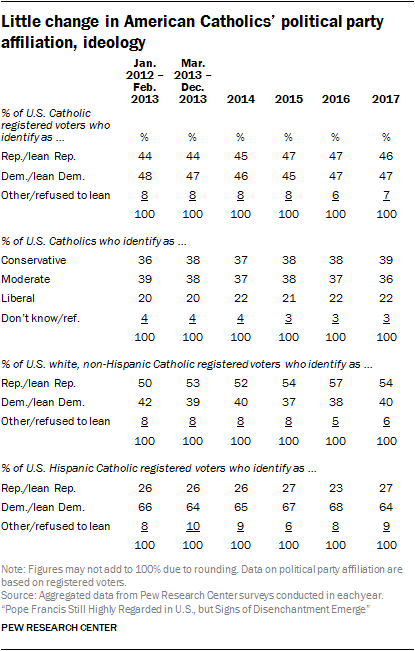 Little change in American Catholics' political party
affiliation, ideology
Jan. 2012 – Feb. 2013 Mar. 2013 – Dec. 2013 2014 2015 2016 2017
% of U.S. Catholic
registered voters who
identify as ... % % % % % %
Rep./lean Rep. 44 44 45 47 47 46
Dem./lean Dem. 48 47 46 45 47 47
Other/refused to lean 8 8 8 8 6 7
100 100 100 100 100 100
% of U.S. Catholics who identify as ...
Conservative 36 38 37 38 38 39
Moderate 39 38 37 38 37 36
Liberal 20 20 22 21 22 22
Don't know/ref. 4 4 4 3 3 3
100 100 100 100 100 100
% of U.S. white, non-Hispanic Catholic registered voters who identify as ...
Rep./lean Rep. 50 53 52 54 57 54
Dem./lean Dem. 42 39 40 37 38 40
Other/refused to lean 8 8 8 8 5 6
100 100 100 100 100 100
% of U.S. Hispanic Catholic registered voters who identify as ...
Rep./lean Rep. 26 26 26 27 23 27
Dem./lean Dem. 66 64 65 67 68 64
Other/refused to lean 8 10 9 6 8 9
100 100 100 100 100 100
Note: Figures may not add to 100% due to rounding. Data on political party affiliation are
based on registered voters.
Source: Aggregated data from Pew Research Center surveys conducted in each year.
"Pope Francis Still Highly Regarded in U.S., but Signs of Disenchantment Emerge"
PEW RESEARCH CENTER